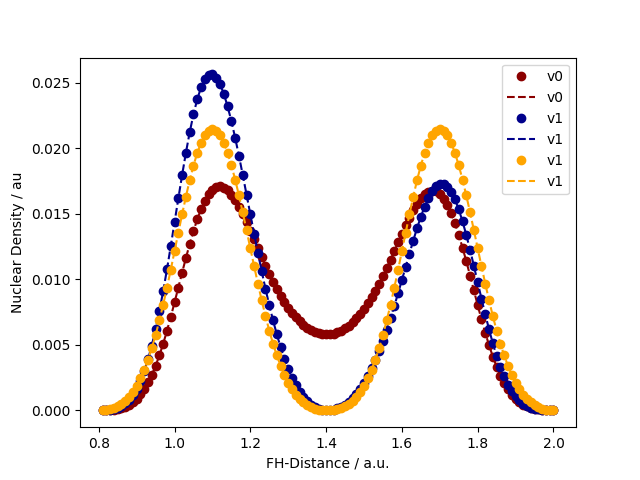 v0
v0
v1
v1
v1
v1
0.025
0.020
0.015
0.010
0.005
0.000
Nuclear Density / au
0.8 1.0 1.2 1.4 1.6 1.8 2.0
FH-Distance / a.u.